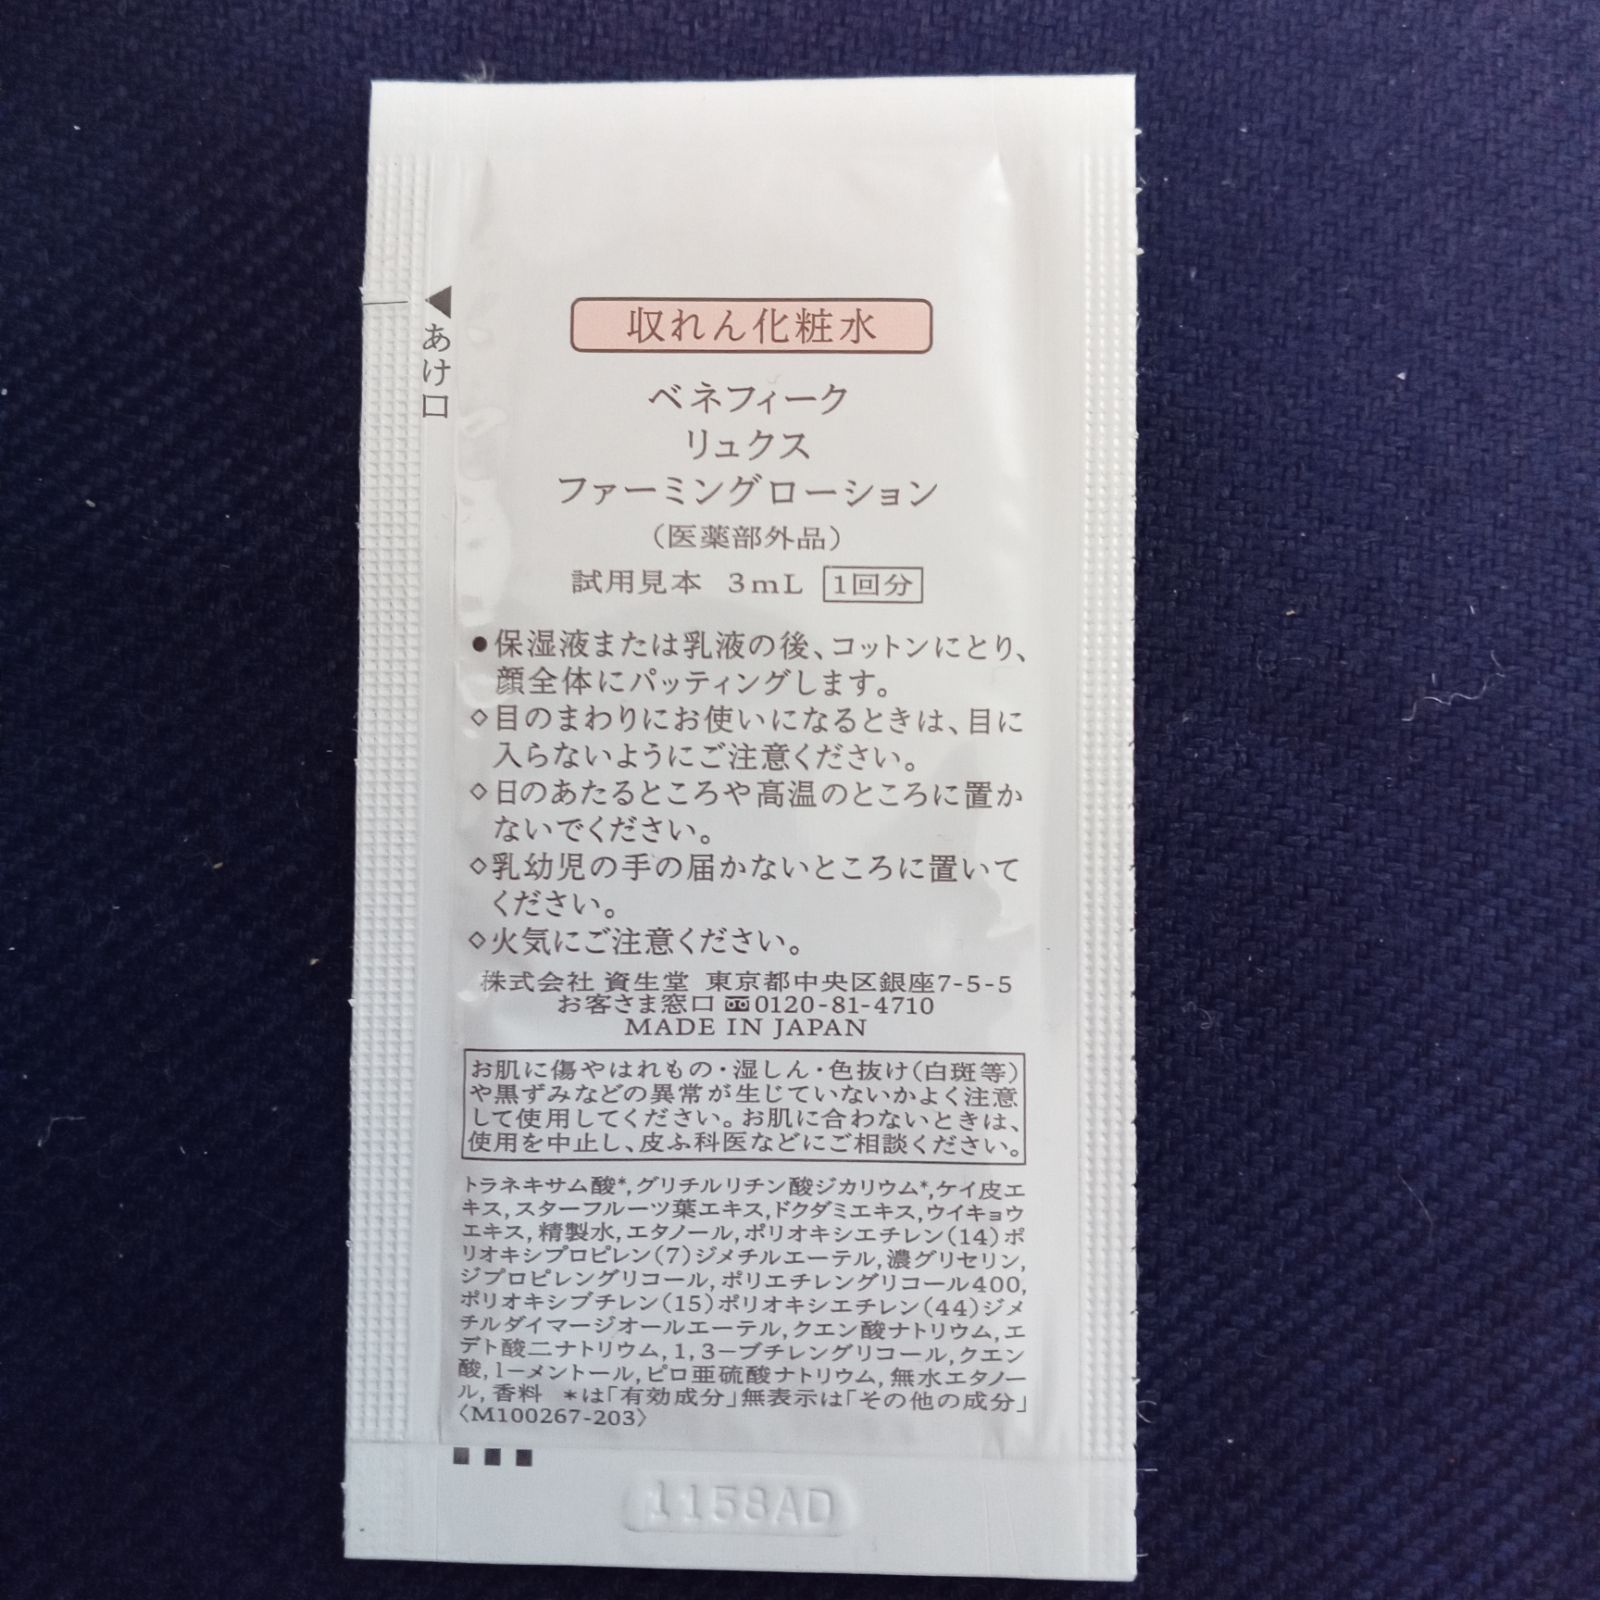 あけ口
収れん化粧水
ベネフィーク
リュクス
ファーミングローション
（医薬部外品）
試用見本 3mL 1回分
●保湿液または乳液の後、コットンにとり、
顔全体にパッティングします。
◇目のまわりにお使いになるときは、目に
入らないようにご注意ください。
◇日のあたるところや高温のところに置か
ないでください。
◇乳幼児の手の届かないところに置いて
ください。
◇火気にご注意ください。
株式会社 資生堂 東京都中央区銀座7-5-5
お客さま窓口 0120-81-4710
MADE IN JAPAN
お肌に傷やはれもの・湿しん・色抜け（白斑等）
や黒ずみなどの異常が生じていないかよく注意
して使用してください。お肌に合わないときは、
使用を中止し、皮ふ科医などにご相談ください。
トラネキサム酸*,グリチルリチン酸ジカリウム*,ケイ皮エ
キス,スターフルーツ葉エキス,ドクダミエキス,ウイキョウ
エキス,精製水,エタノール,ポリオキシエチレン（14）ポ
リオキシプロピレン（7）ジメチルエーテル,濃グリセリン,
ジプロピレングリコール,ポリエチレングリコール400,
ポリオキシブチレン（15）ポリオキシエチレン（44）ジメ
チルダイマージオールエーテル,クエン酸ナトリウム,エ
デト酸二ナトリウム,1,3−ブチレングリコール,クエン
酸,l−メントール,ピロ亜硫酸ナトリウム,無水エタノー
ル,香料 *は「有効成分」無表示は「その他の成分」
〈M100267-203〉
1158AD